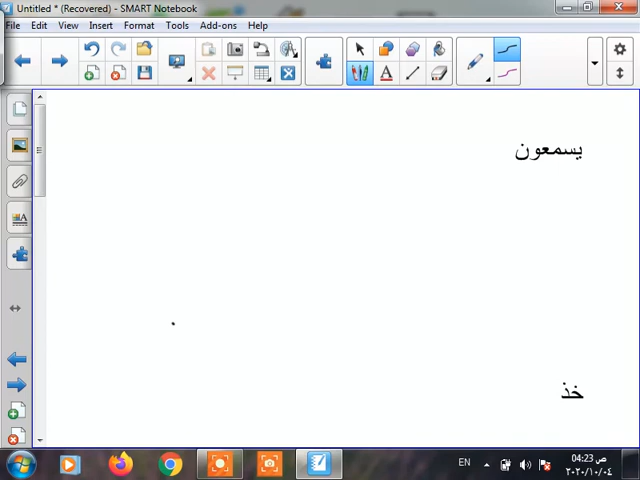 Untitled * (Recovered) - SMART Notebook
File Edit View Insert Format Tools Add-ons Help
يسمعون
خذ
EN
04:23 ص
٢٠٢٠/١٠/٠٤